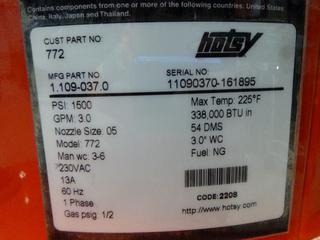 Contains components from one or more of the following: United States
China, Italy, Japan and Thailand.
CUST PART NO:
772
hotsy
MFG PART NO
1.109-037.0
SERIAL NO:
11090370-161895
PSI: 1500
GPM: 3.0
Nozzle Size: 05
Model: 772
Man wc: 3-6
230VAC
13A
60 Hz
1 Phase
Gas psig: 1/2
Max Temp: 225°F
338,000 BTU in
54 DMS
3.0" WC
Fuel: NG
CODE: 2208
http://www.hotsy.com